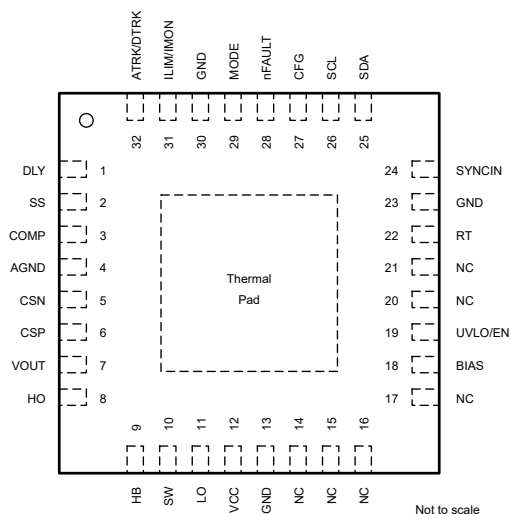 ATRK/DTRK
ILIM/IMON
GND
MODE
nFAULT
CFG
SCL
SDA
32
31
30
29
28
27
26
25
DLY 1
SS 2
COMP 3
AGND 4
CSN 5
CSP 6
VOUT 7
HO 8
Thermal
Pad
24 SYNCIN
23 GND
22 RT
21 NC
20 NC
19 UVLO/EN
18 BIAS
17 NC
9
10
11
12
13
14
15
16
HB
SW
LO
VCC
GND
NC
NC
NC
Not to scale